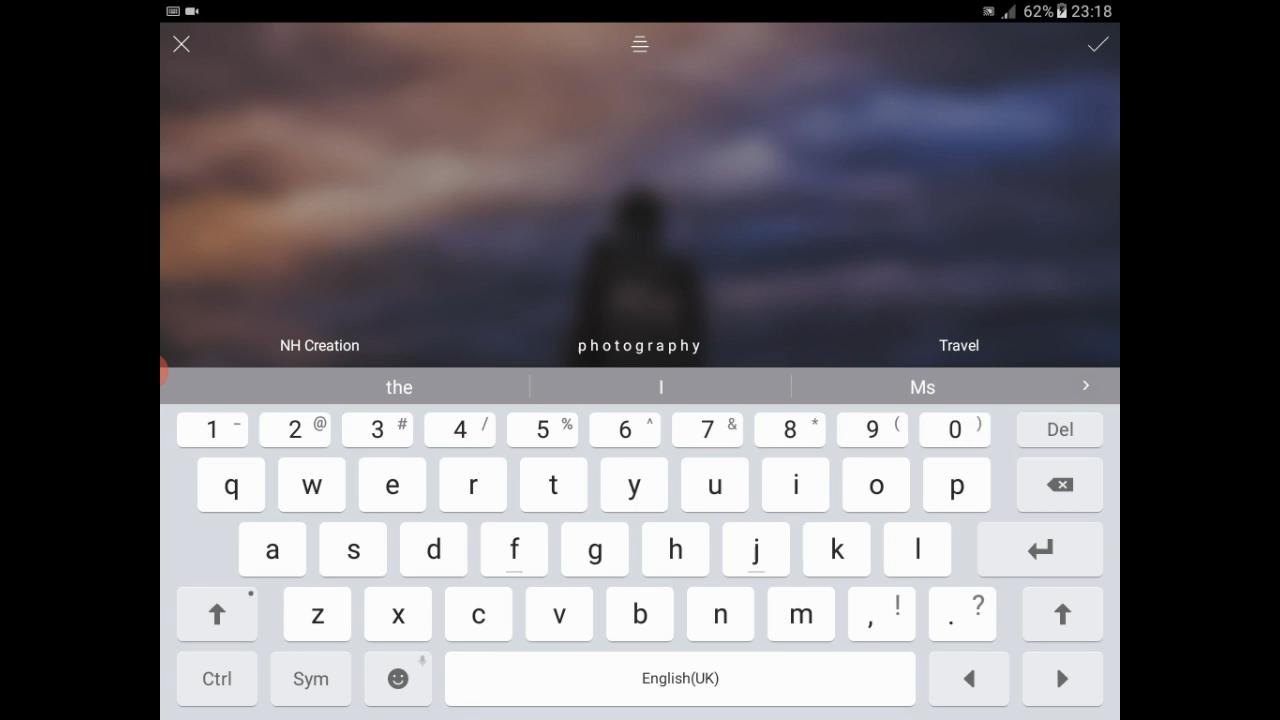 62% 23:18
NH Creation photography Travel
the I Ms
1 - 2 @ 3 # 4 / 5 % 6 ^ 7 & 8 * 9 ( 0 ) Del
q w e r t y u i o p
a s d f g h j k l
z x c v b n m , ! . ?
Ctrl Sym English(UK)